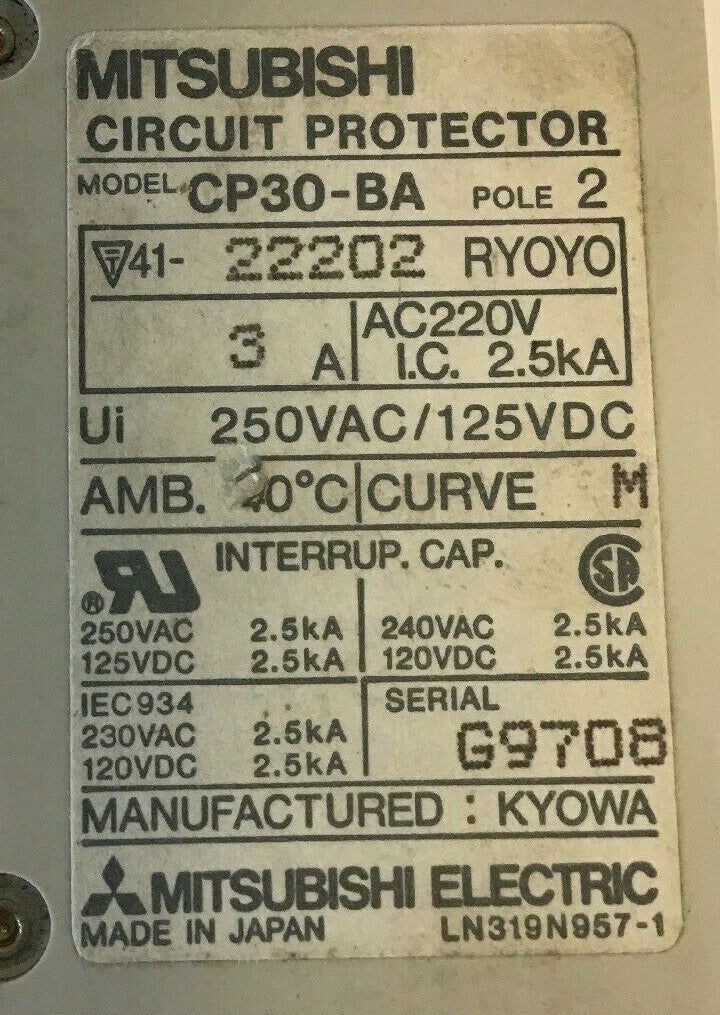 MITSUBISHI
CIRCUIT PROTECTOR
MODEL CP30-BA POLE 2
T 41- 22202 RYOYO
3 A AC220V
I.C. 2.5kA
Ui 250VAC/125VDC
AMB. 40°C CURVE M
RU ® INTERRUP. CAP. SA
250VAC 2.5kA 240VAC 2.5kA
125VDC 2.5kA 120VDC 2.5kA
IEC934 SERIAL
230VAC 2.5kA G9708
120VDC 2.5kA
MANUFACTURED : KYOWA
MITSUBISHI ELECTRIC
MADE IN JAPAN LN319N957-1